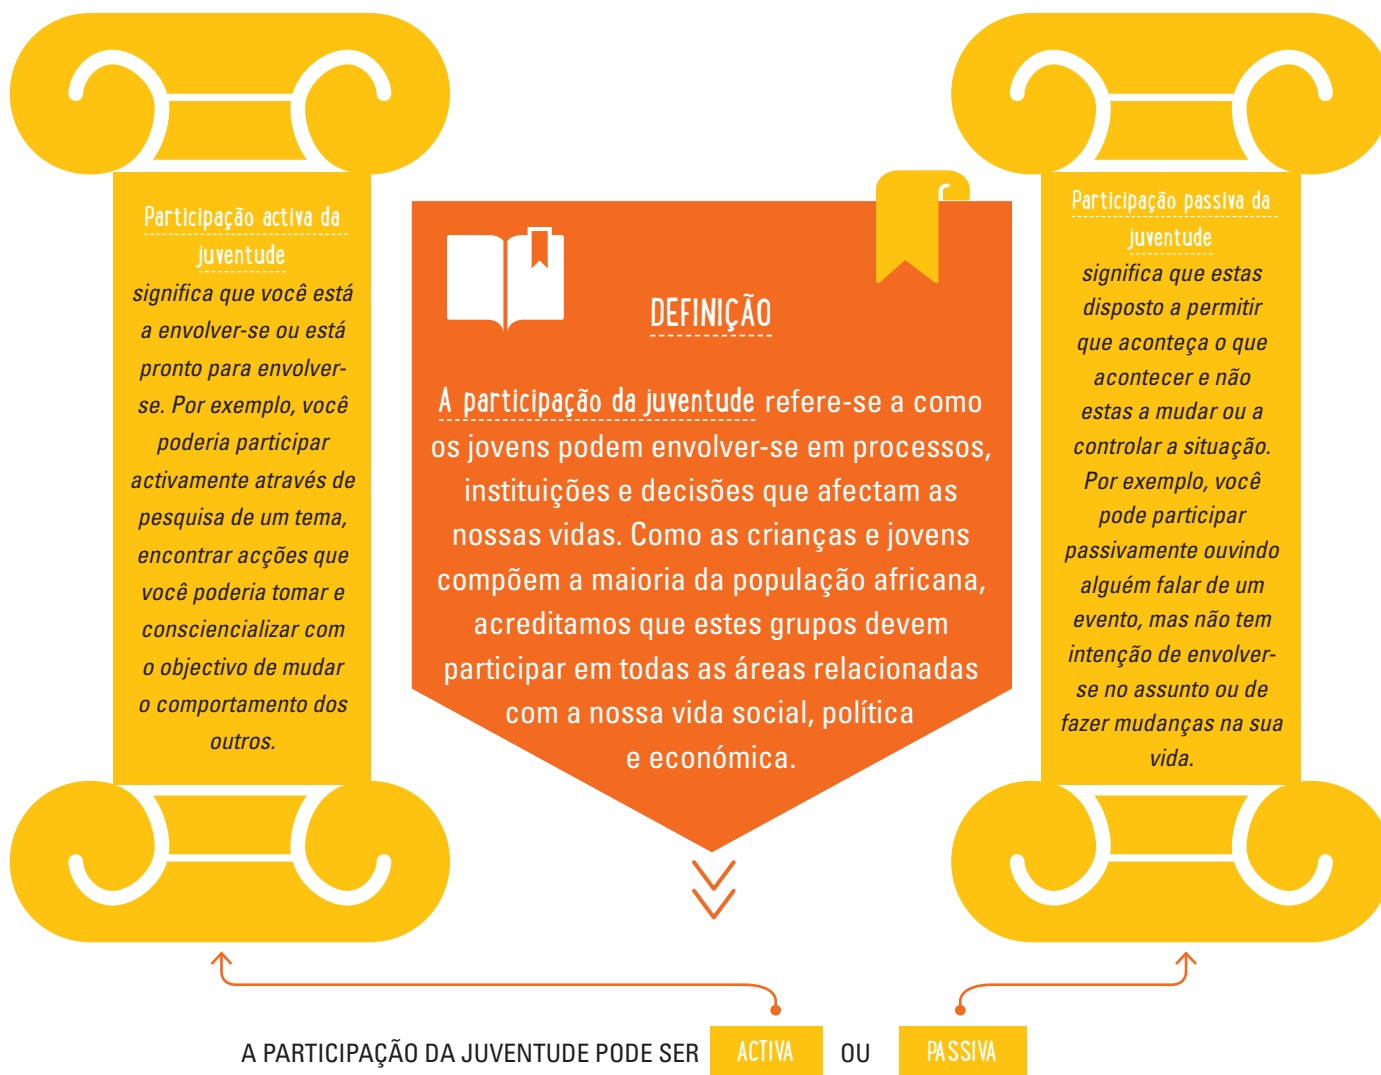 Participação activa da
juventude
significa que você está
a envolver-se ou está
pronto para envolver-
se. Por exemplo, você
poderia participar
activamente através de
pesquisa de um tema,
encontrar acções que
você poderia tomar e
consciencializar com
o objectivo de mudar
o comportamento dos
outros.
DEFINIÇÃO
A participação da juventude refere-se a como
os jovens podem envolver-se em processos,
instituições e decisões que afectam as
nossas vidas. Como as crianças e jovens
compõem a maioria da população africana,
acreditamos que estes grupos devem
participar em todas as áreas relacionadas
com a nossa vida social, política
e económica.
Participação passiva da
juventude
significa que estas
disposto a permitir
que aconteça o que
acontecer e não
estas a mudar ou a
controlar a situação.
Por exemplo, você
pode participar
passivamente ouvindo
alguém falar de um
evento, mas não tem
intenção de envolver-
se no assunto ou de
fazer mudanças na sua
vida.
A PARTICIPAÇÃO DA JUVENTUDE PODE SER ACTIVA OU PASSIVA